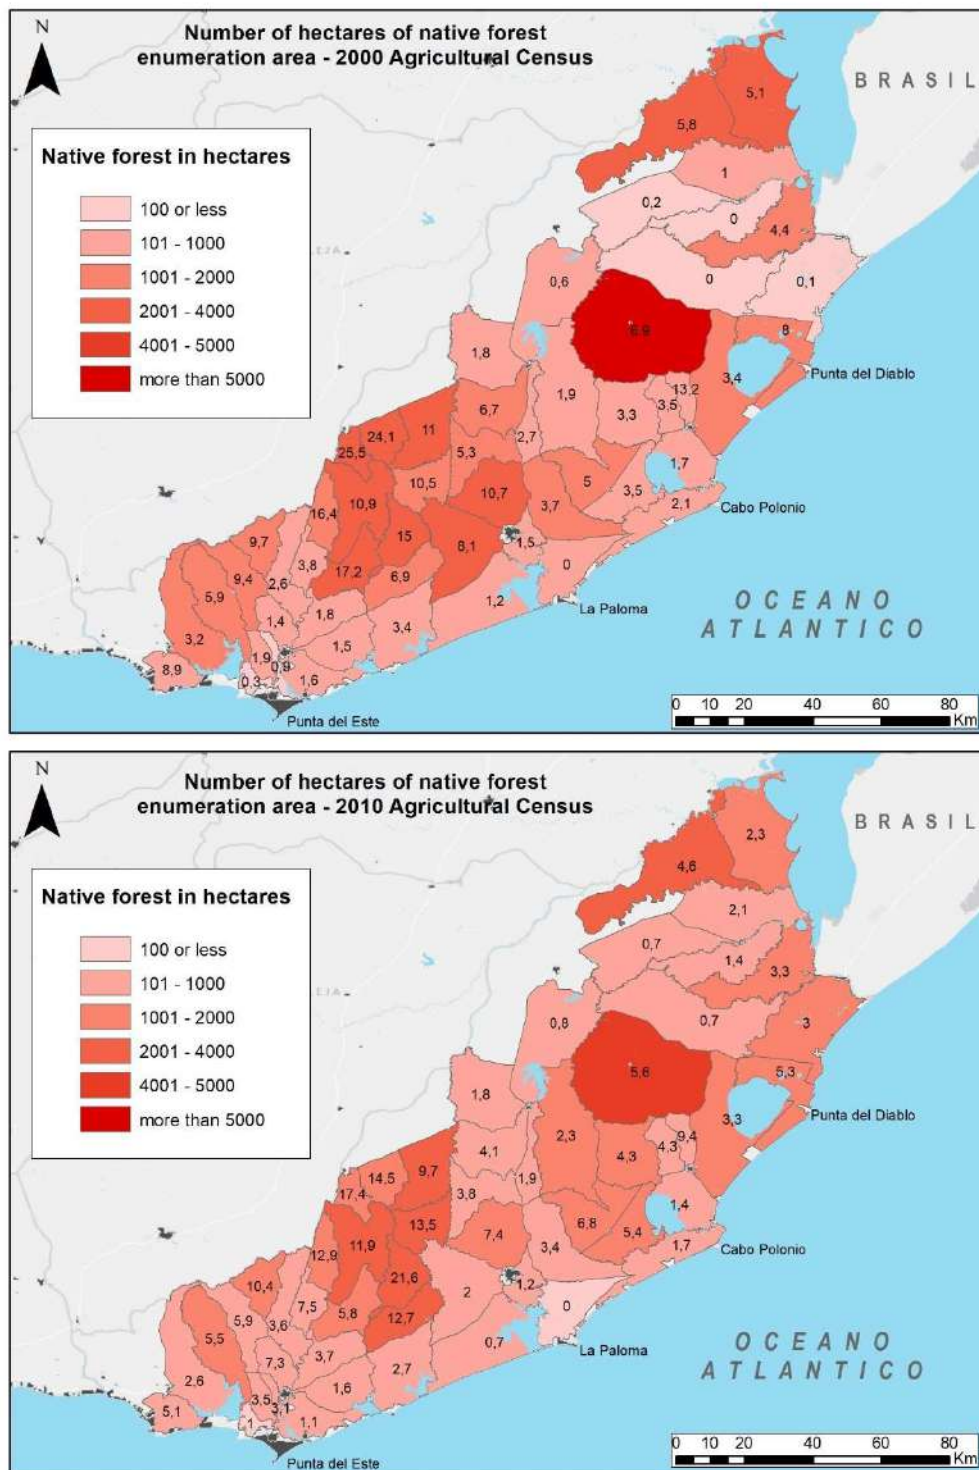 Number of hectares of native forest
enumeration area - 2000 Agricultural Census
N
BRASIL
Native forest in hectares
100 or less
101 - 1000
1001 - 2000
2001 - 4000
4001 - 5000
more than 5000
5,1
5,8
1
0,2
0
4,4
0
0,1
0,6
6,9
8
1,8
3,4
Punta del Diablo
1,9
13,2
3,5
3,3
6,7
2,7
11
24,1
25,5
5,3
1,7
10,5
10,7
5
3,5
2,1
Cabo Polonio
3,7
10,9
16,4
15
1,5
9,7
8,1
0
3,8
17,2
6,9
9,4
2,6
5,9
1,2
La Paloma
OCEANO
ATLANTICO
1,4
1,8
3,4
3,2
1,5
1,9
0,9
8,9
0,3
1,6
Punta del Este
0 10 20 40 60 80
Km
Number of hectares of native forest
enumeration area - 2010 Agricultural Census
N
BRASIL
Native forest in hectares
100 or less
101 - 1000
1001 - 2000
2001 - 4000
4001 - 5000
more than 5000
2,3
4,6
2,1
0,7
1,4
3,3
0,7
3
0,8
5,6
5,3
1,8
3,3
Punta del Diablo
2,3
9,4
4,3
4,3
4,1
1,9
9,7
14,5
17,4
3,8
1,4
13,5
7,4
6,8
5,4
1,7
Cabo Polonio
3,4
11,9
12,9
21,6
1,2
10,4
2
0
7,5
5,8
12,7
5,9
3,6
5,5
0,7
La Paloma
OCEANO
ATLANTICO
7,3
3,7
2,7
2,6
1,6
3,5
3,1
5,1
1
1,1
Punta del Este
0 10 20 40 60 80
Km